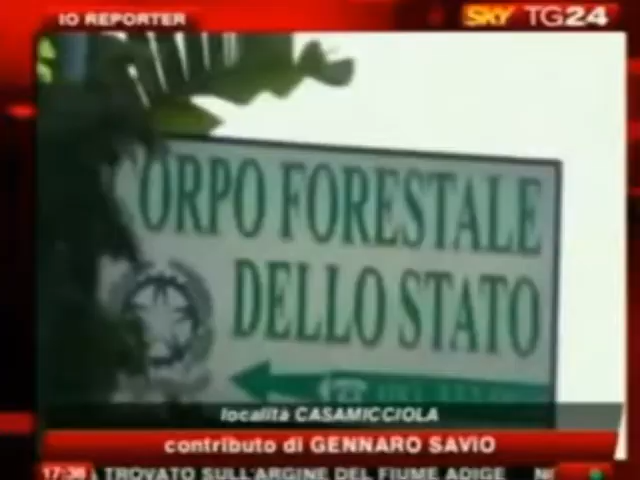 IO REPORTER
SKY TG24
ORPO FORESTALE
DELLO STATO
località CASAMICCIOLA
contributo di GENNARO SAVIO
17:36
TROVATO SULL'ARGINE DEL FIUME ADIGE